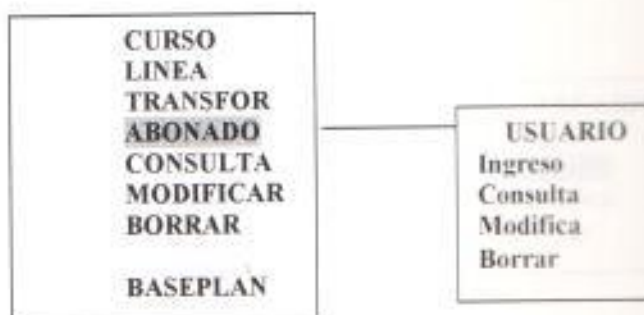 CURSO
LINEA
TRANSFOR
ABONADO
CONSULTA
MODIFICAR
BORRAR
BASEPLAN
USUARIO
Ingreso
Consulta
Modifica
Borrar